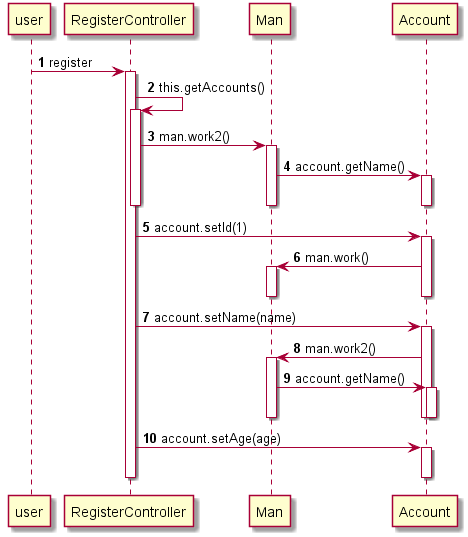 user RegisterController Man Account
1 register
2 this.getAccounts()
3 man.work2()
4 account.getName()
5 account.setId(1)
6 man.work()
7 account.setName(name)
8 man.work2()
9 account.getName()
10 account.setAge(age)
user RegisterController Man Account